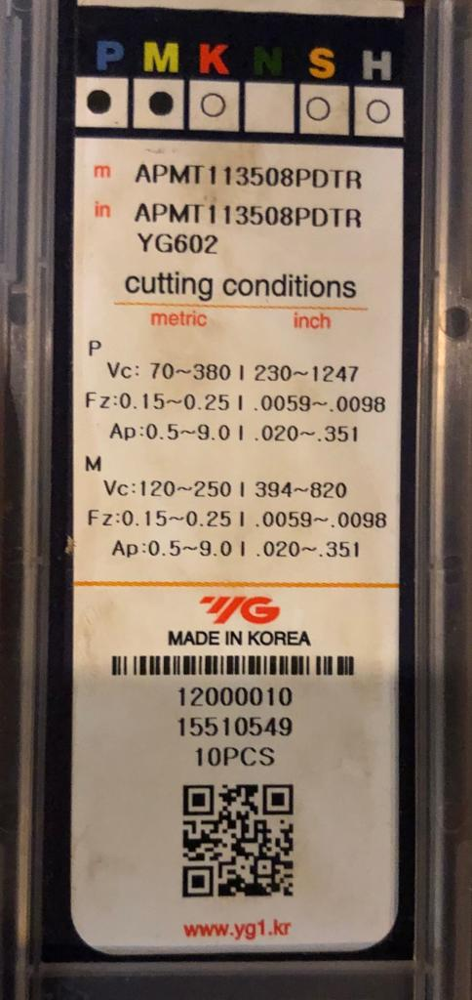 P M K N S H
m APMT113508PDTR
in APMT113508PDTR
YG602
cutting conditions
metric inch
P
Vc: 70~380 I 230~1247
Fz:0.15~0.25 I .0059~.0098
Ap:0.5~9.0 I .020~.351
M
Vc:120~250 I 394~820
Fz:0.15~0.25 I .0059~.0098
Ap:0.5~9.0 I .020~.351
YG
MADE IN KOREA
12000010
15510549
10PCS
www.yg1.kr